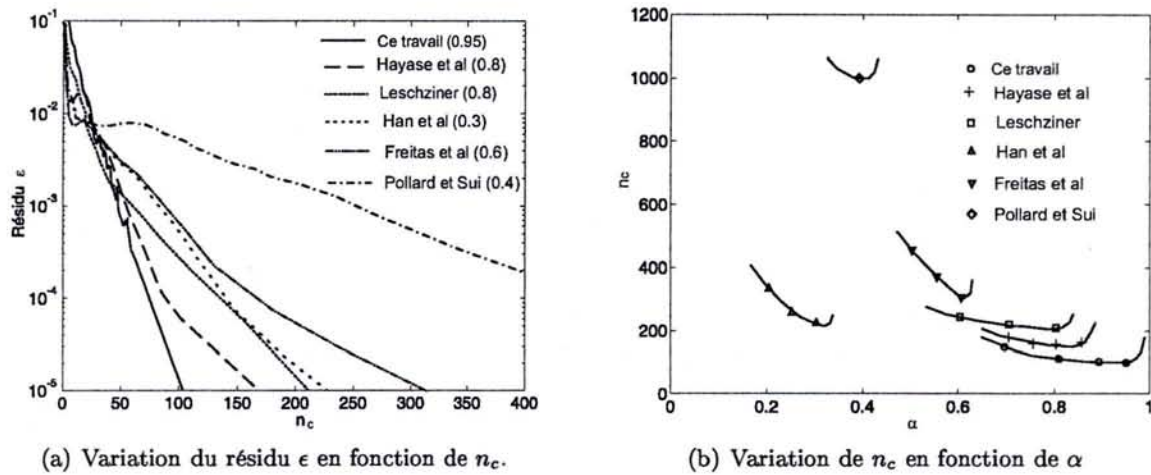 10⁻¹
10⁻²
10⁻³
10⁻⁴
10⁻⁵
Résidu ε
0
50
100
150
200
250
300
350
400
n_c
Ce travail (0.95)
Hayase et al (0.8)
Leschziner (0.8)
Han et al (0.3)
Freitas et al (0.6)
Pollard et Sui (0.4)
(a) Variation du résidu ϵ en fonction de n_c.
1200
1000
800
600
400
200
0
n_c
0
0.2
0.4
0.6
0.8
1
α
Ce travail
Hayase et al
Leschziner
Han et al
Freitas et al
Pollard et Sui
(b) Variation de n_c en fonction de α